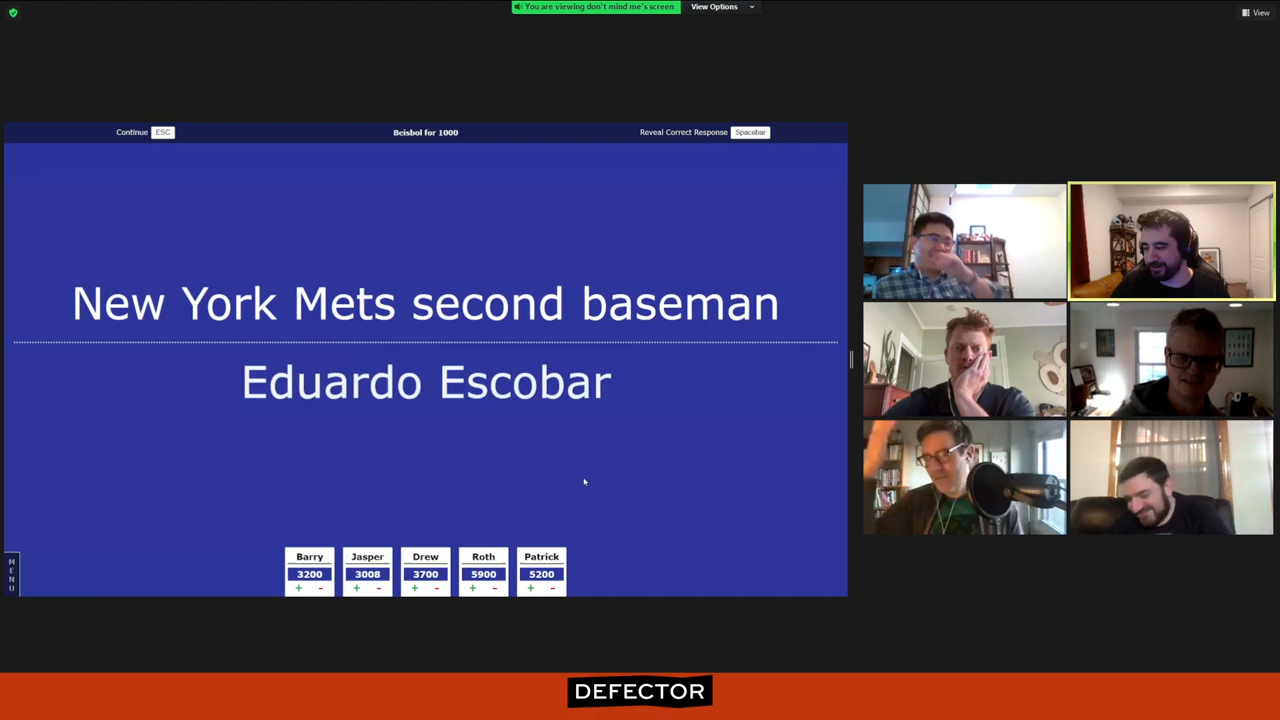 You are viewing don't mind me's screen
View Options
View
Continue ESC
Beisbol for 1000
Reveal Correct Response Spacebar
New York Mets second baseman
Eduardo Escobar
MENU
Barry Jasper Drew Roth Patrick
3200 3008 3700 5900 5200
+ - + - + - + - + -
DEFECTOR